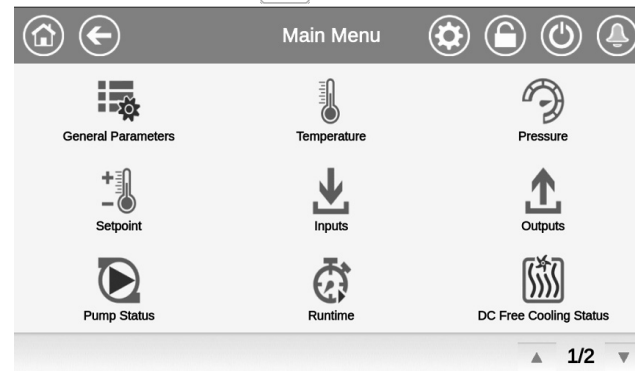 Main Menu
General Parameters
Temperature
Pressure
Setpoint
Inputs
Outputs
Pump Status
Runtime
DC Free Cooling Status
1/2